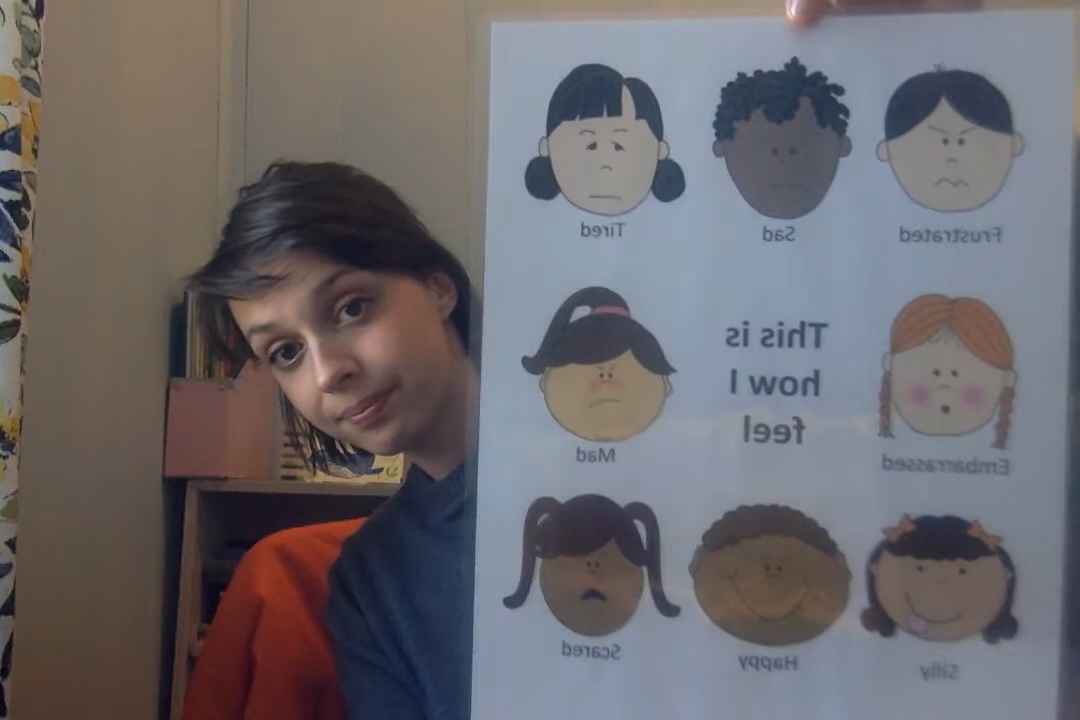 Frustrated
Sad
Tired
This is
how I
feel
Embarrassed
Mad
Silly
Happy
Scared